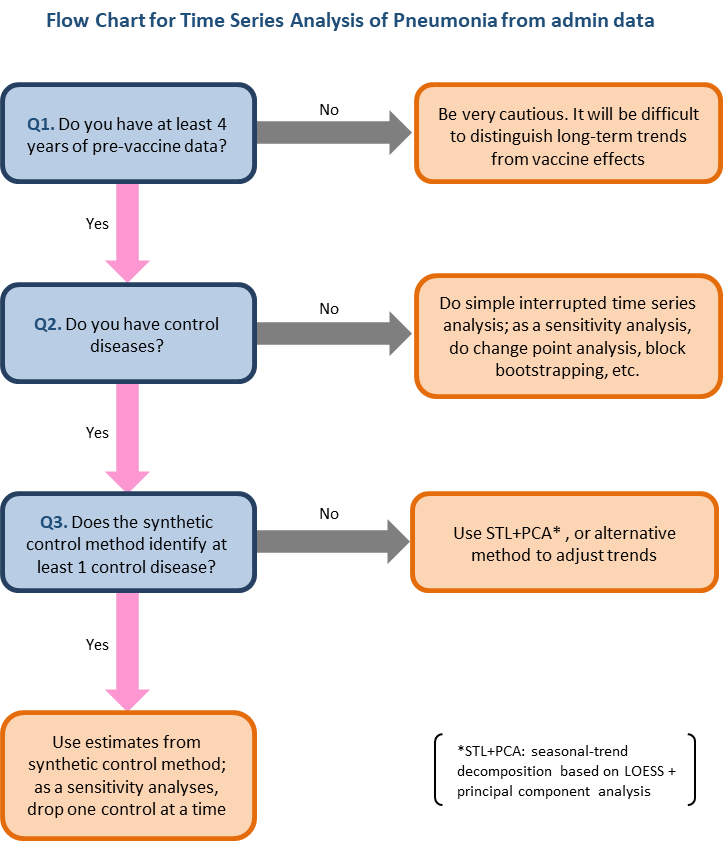 Flow Chart for Time Series Analysis of Pneumonia from admin data
Q1. Do you have at least 4
years of pre-vaccine data?
No
Be very cautious. It will be difficult
to distinguish long-term trends
from vaccine effects
Yes
Q2. Do you have control
diseases?
No
Do simple interrupted time series
analysis; as a sensitivity analysis,
do change point analysis, block
bootstrapping, etc.
Yes
Q3. Does the synthetic
control method identify at
least 1 control disease?
No
Use STL+PCA* , or alternative
method to adjust trends
Yes
Use estimates from
synthetic control method;
as a sensitivity analyses,
drop one control at a time
*STL+PCA: seasonal-trend
decomposition based on LOESS +
principal component analysis